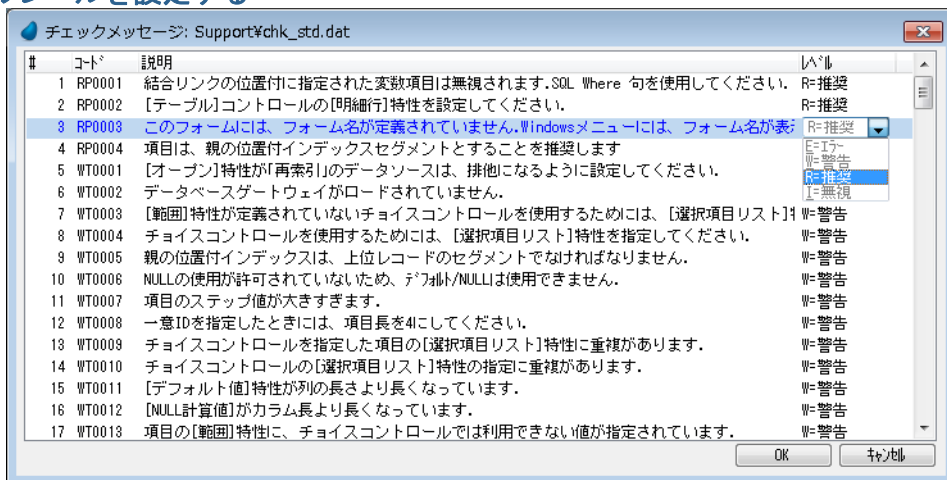 ルを設定する
チェックメッセージ: Support¥chk_std.dat
# コード 説明 レベル
1 RP0001 結合リンクの位置付に指定された変数項目は無視されます.SQL Where 句を使用してください. R=推奨
2 RP0002 [テーブル]コントロールの[明細行]特性を設定してください. R=推奨
3 RP0003 このフォームには、フォーム名が定義されていません.Windowsメニューには、フォーム名が表 R=推奨
4 RP0004 項目は、親の位置付インデックスセグメントとすることを推奨します E=エラー
W=警告
5 WT0001 [オープン]特性が「再索引」のデータソースは、排他になるように設定してください. R=推奨
6 WT0002 データベースゲートウェイがロードされていません. I=無視
7 WT0003 [範囲]特性が定義されていないチョイスコントロールを使用するためには、[選択項目リスト] W=警告
8 WT0004 チョイスコントロールを使用するためには、[選択項目リスト]特性を指定してください. W=警告
9 WT0005 親の位置付インデックスは、上位レコードのセグメントでなければなりません. W=警告
10 WT0006 NULLの使用が許可されていないため、デフォルト/NULLは使用できません. W=警告
11 WT0007 項目のステップ値が大きすぎます. W=警告
12 WT0008 一意IDを指定したときには、項目長を4にしてください. W=警告
13 WT0009 チョイスコントロールを指定した項目の[選択項目リスト]特性に重複があります. W=警告
14 WT0010 チョイスコントロールの[選択項目リスト]特性の指定に重複があります. W=警告
15 WT0011 [デフォルト値]特性が列の長さより長くなっています. W=警告
16 WT0012 [NULL計算値]がカラム長より長くなっています. W=警告
17 WT0013 項目の[範囲]特性に、チョイスコントロールでは利用できない値が指定されています. W=警告
OK キャンセル